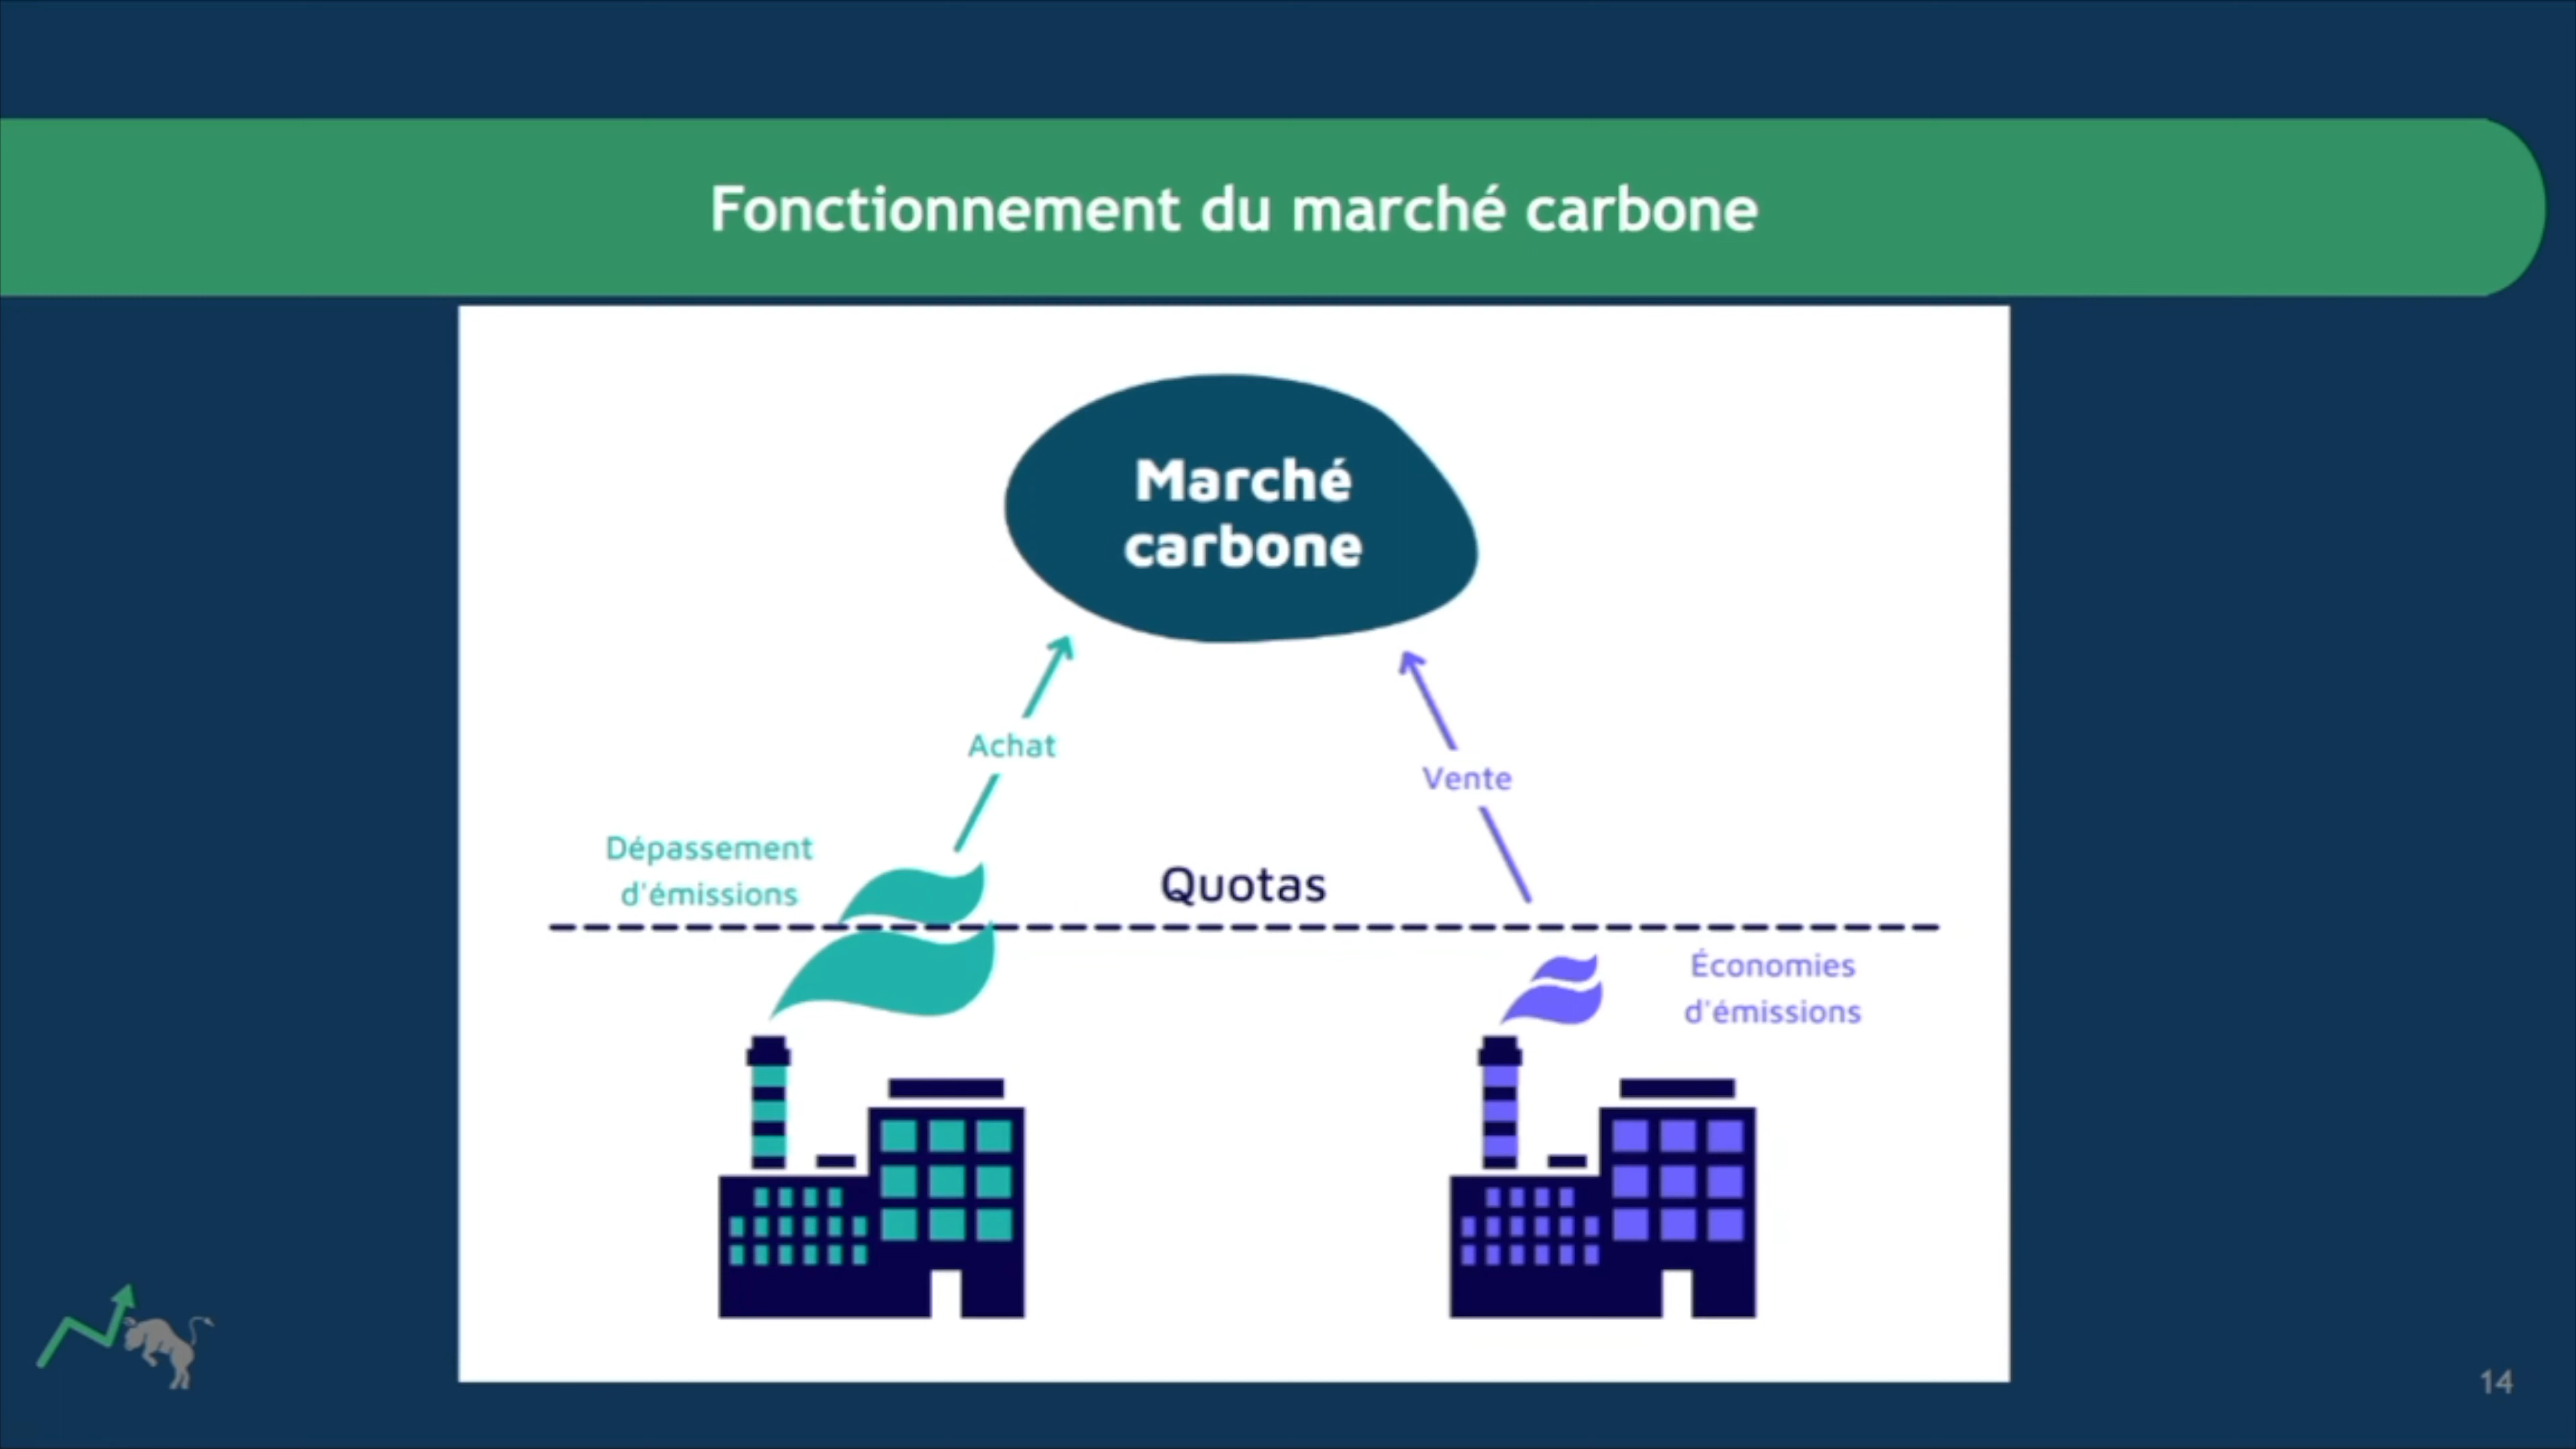 Fonctionnement du marché carbone
Marché
carbone
Achat
Vente
Dépassement
d'émissions
Quotas
Économies
d'émissions
14